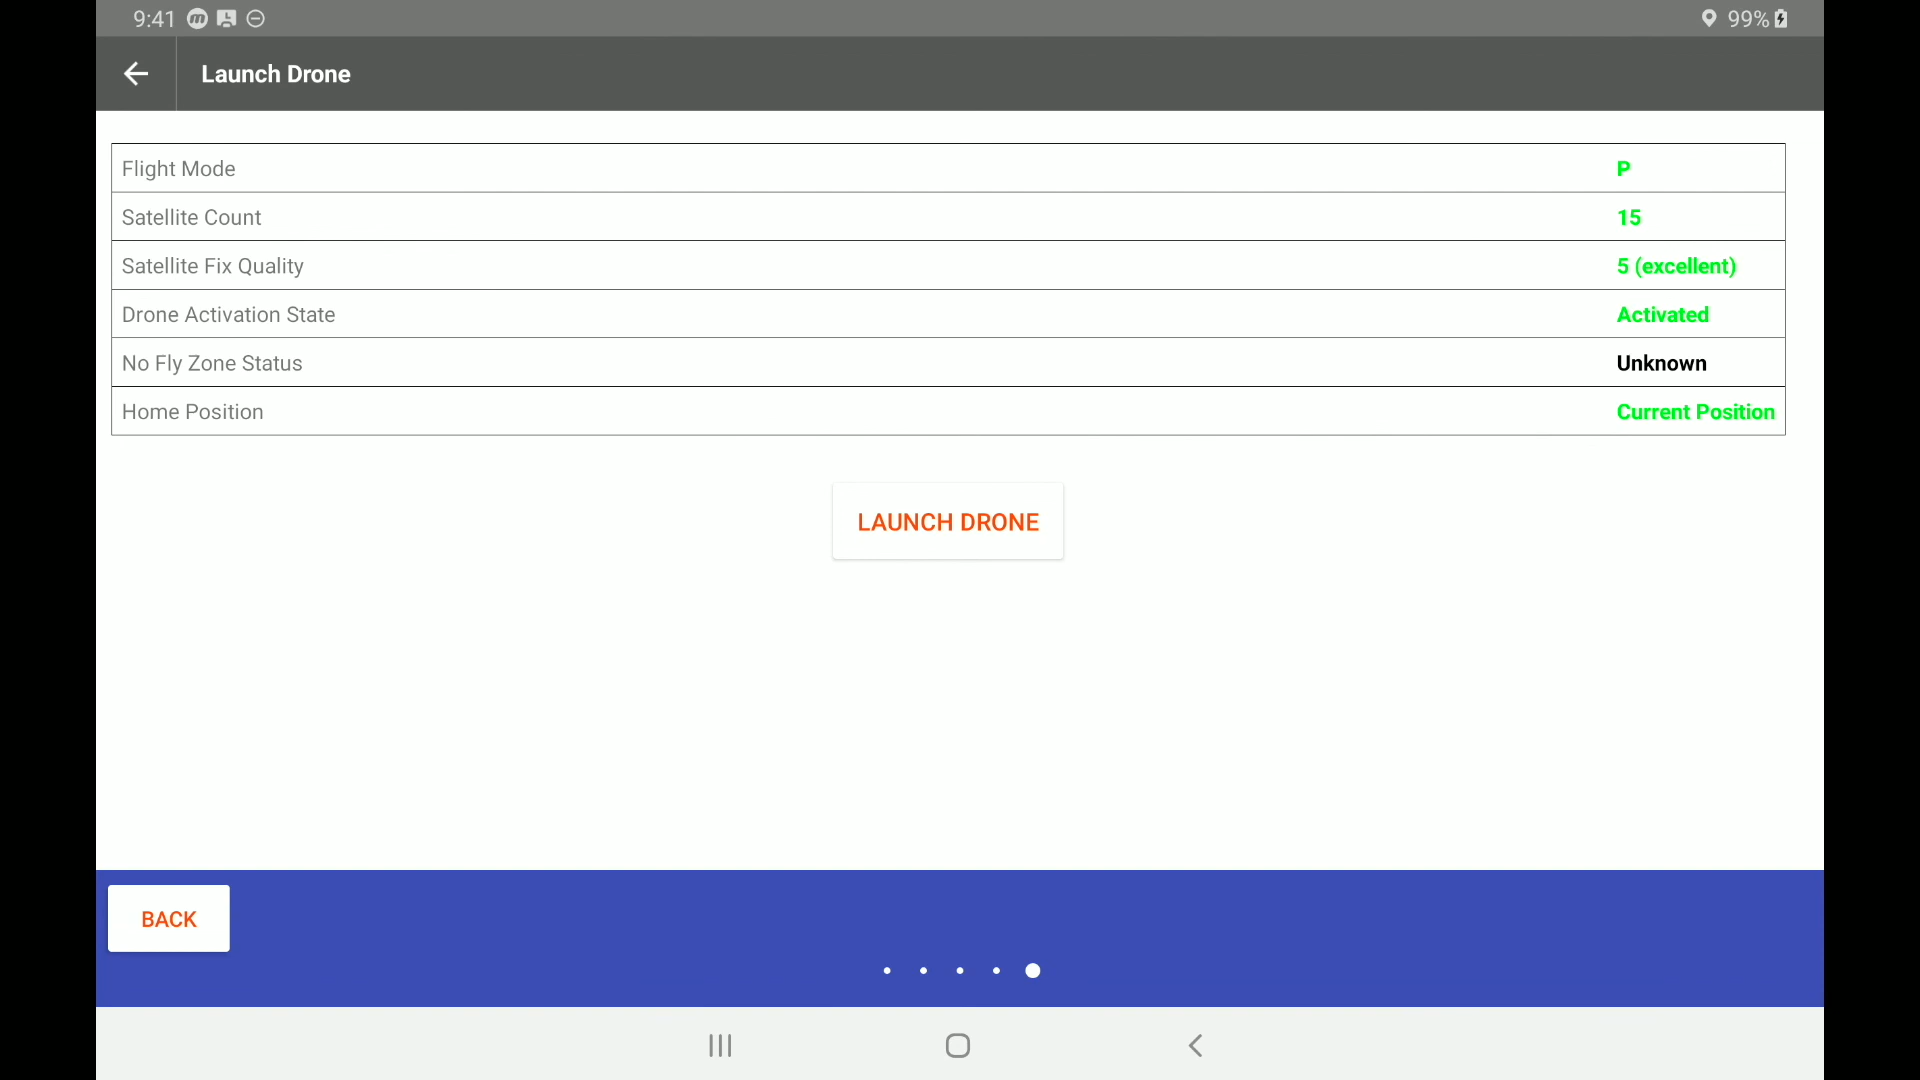 9:41
99%
Launch Drone
Flight Mode P
Satellite Count 15
Satellite Fix Quality 5 (excellent)
Drone Activation State Activated
No Fly Zone Status Unknown
Home Position Current Position
LAUNCH DRONE
BACK